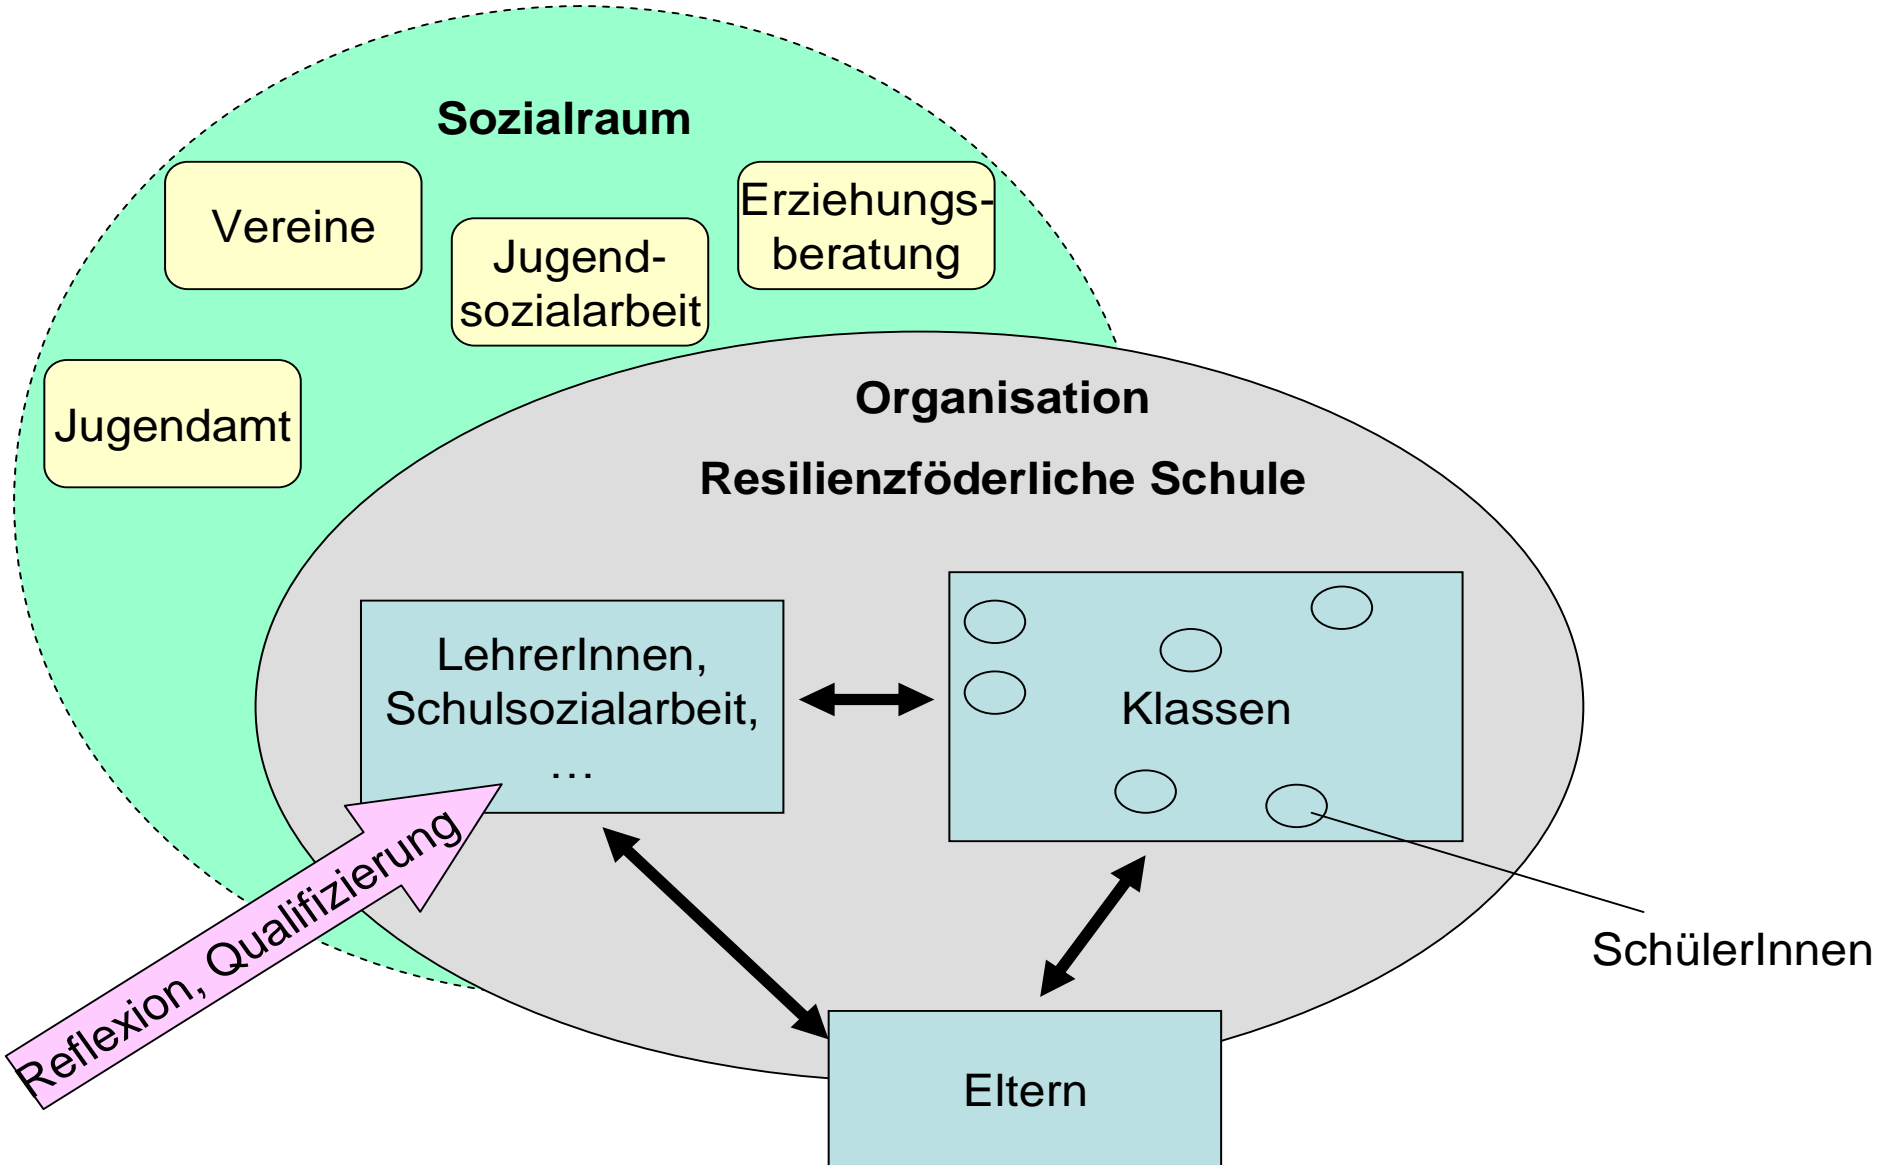 Sozialraum
Vereine
Jugend-
sozialarbeit
Erziehungs-
beratung
Jugendamt
Organisation
Resilienzföderliche Schule
LehrerInnen,
Schulsozialarbeit,
…
Klassen
Reflexion, Qualifizierung
SchülerInnen
Eltern